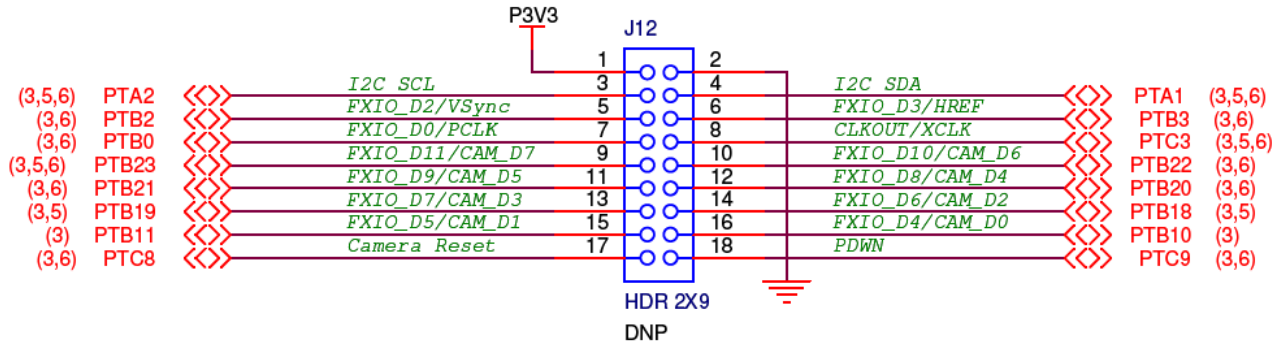 P3V3
J12
1 2
I2C SCL 3 4 I2C SDA
(3,5,6) PTA2 PTA1 (3,5,6)
FXIO_D2/VSync 5 6 FXIO_D3/HREF
(3,6) PTB2 PTB3 (3,6)
FXIO_D0/PCLK 7 8 CLKOUT/XCLK
(3,6) PTB0 PTC3 (3,5,6)
FXIO_D11/CAM_D7 9 10 FXIO_D10/CAM_D6
(3,5,6) PTB23 PTB22 (3,6)
FXIO_D9/CAM_D5 11 12 FXIO_D8/CAM_D4
(3,6) PTB21 PTB20 (3,6)
FXIO_D7/CAM_D3 13 14 FXIO_D6/CAM_D2
(3,5) PTB19 PTB18 (3,5)
FXIO_D5/CAM_D1 15 16 FXIO_D4/CAM_D0
(3) PTB11 PTB10 (3)
Camera Reset 17 18 PDWN
(3,6) PTC8 PTC9 (3,6)
HDR 2X9
DNP